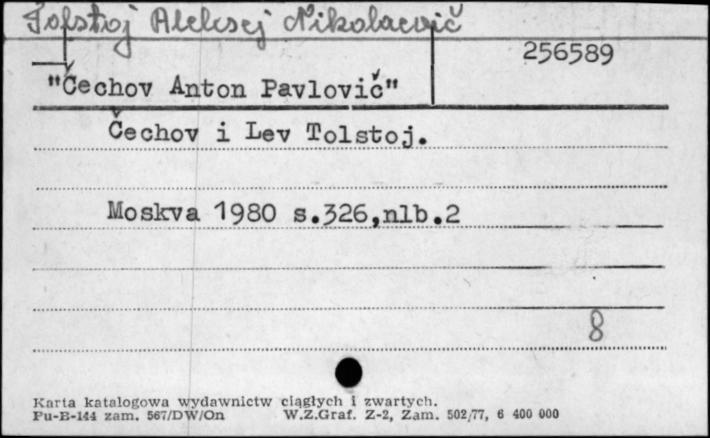 Tołstoj Aleksej Nikolaevič
256589
"Čechov Anton Pavlovič"
Čechov i Lev Tolstoj.
Moskva 1980 s.326,nlb.2
8
Karta katalogowa wydawnictw ciągłych i zwartych.
Pu-B-144 zam. 567/DW/On W.Z.Graf. Z-2, Zam. 502/77, 6 400 000